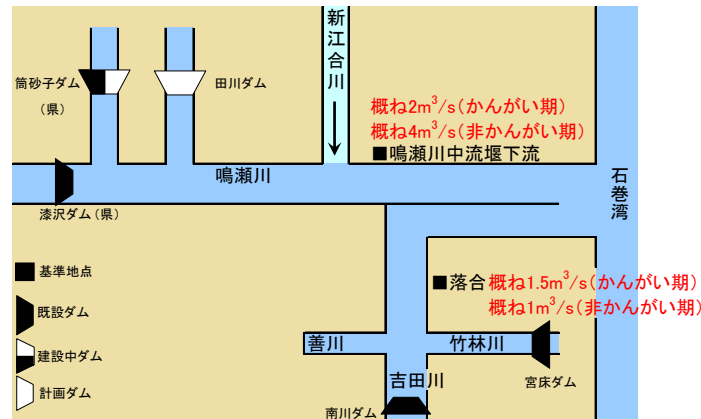 新江合川
筒砂子ダム
(県)
田川ダム
概ね2m³/s(かんがい期)
概ね4m³/s(非かんがい期)
■鳴瀬川中流堰下流
鳴瀬川
石巻湾
漆沢ダム(県)
基準地点
■落合 概ね1.5m³/s(かんがい期)
概ね1m³/s(非かんがい期)
既設ダム
善川
竹林川
建設中ダム
吉田川
宮床ダム
計画ダム
南川ダム